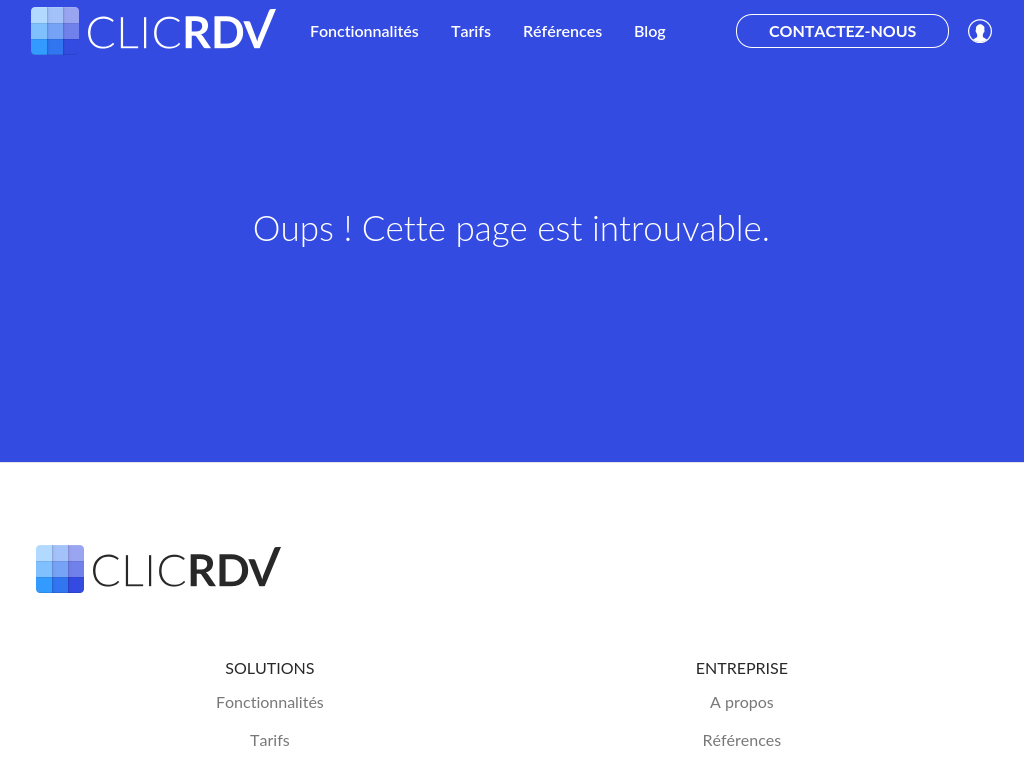 CLICRDV
Fonctionnalités Tarifs Références Blog CONTACTEZ-NOUS
Oups ! Cette page est introuvable.
CLICRDV
SOLUTIONS ENTREPRISE
Fonctionnalités A propos
Tarifs Références